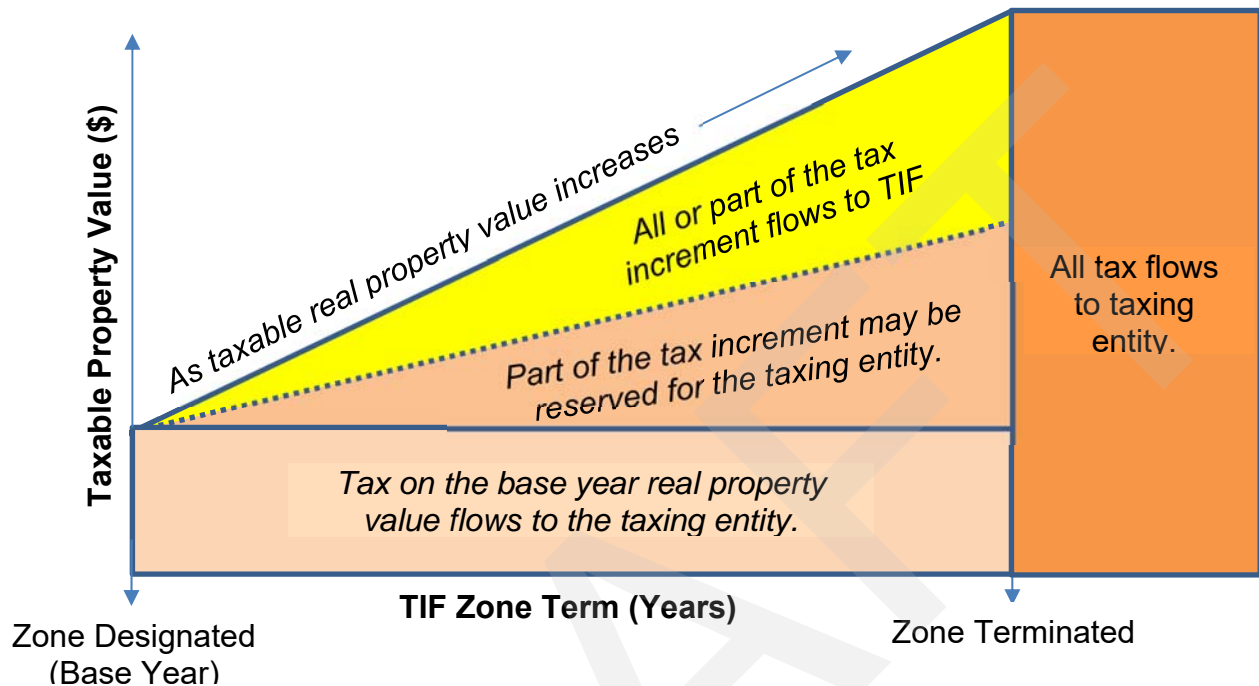 Taxable Property Value ($)
As taxable real property value increases
All or part of the tax
increment flows to TIF
Part of the tax increment may be
reserved for the taxing entity.
Tax on the base year real property
value flows to the taxing entity.
All tax flows
to taxing
entity.
TIF Zone Term (Years)
Zone Designated
(Base Year)
Zone Terminated